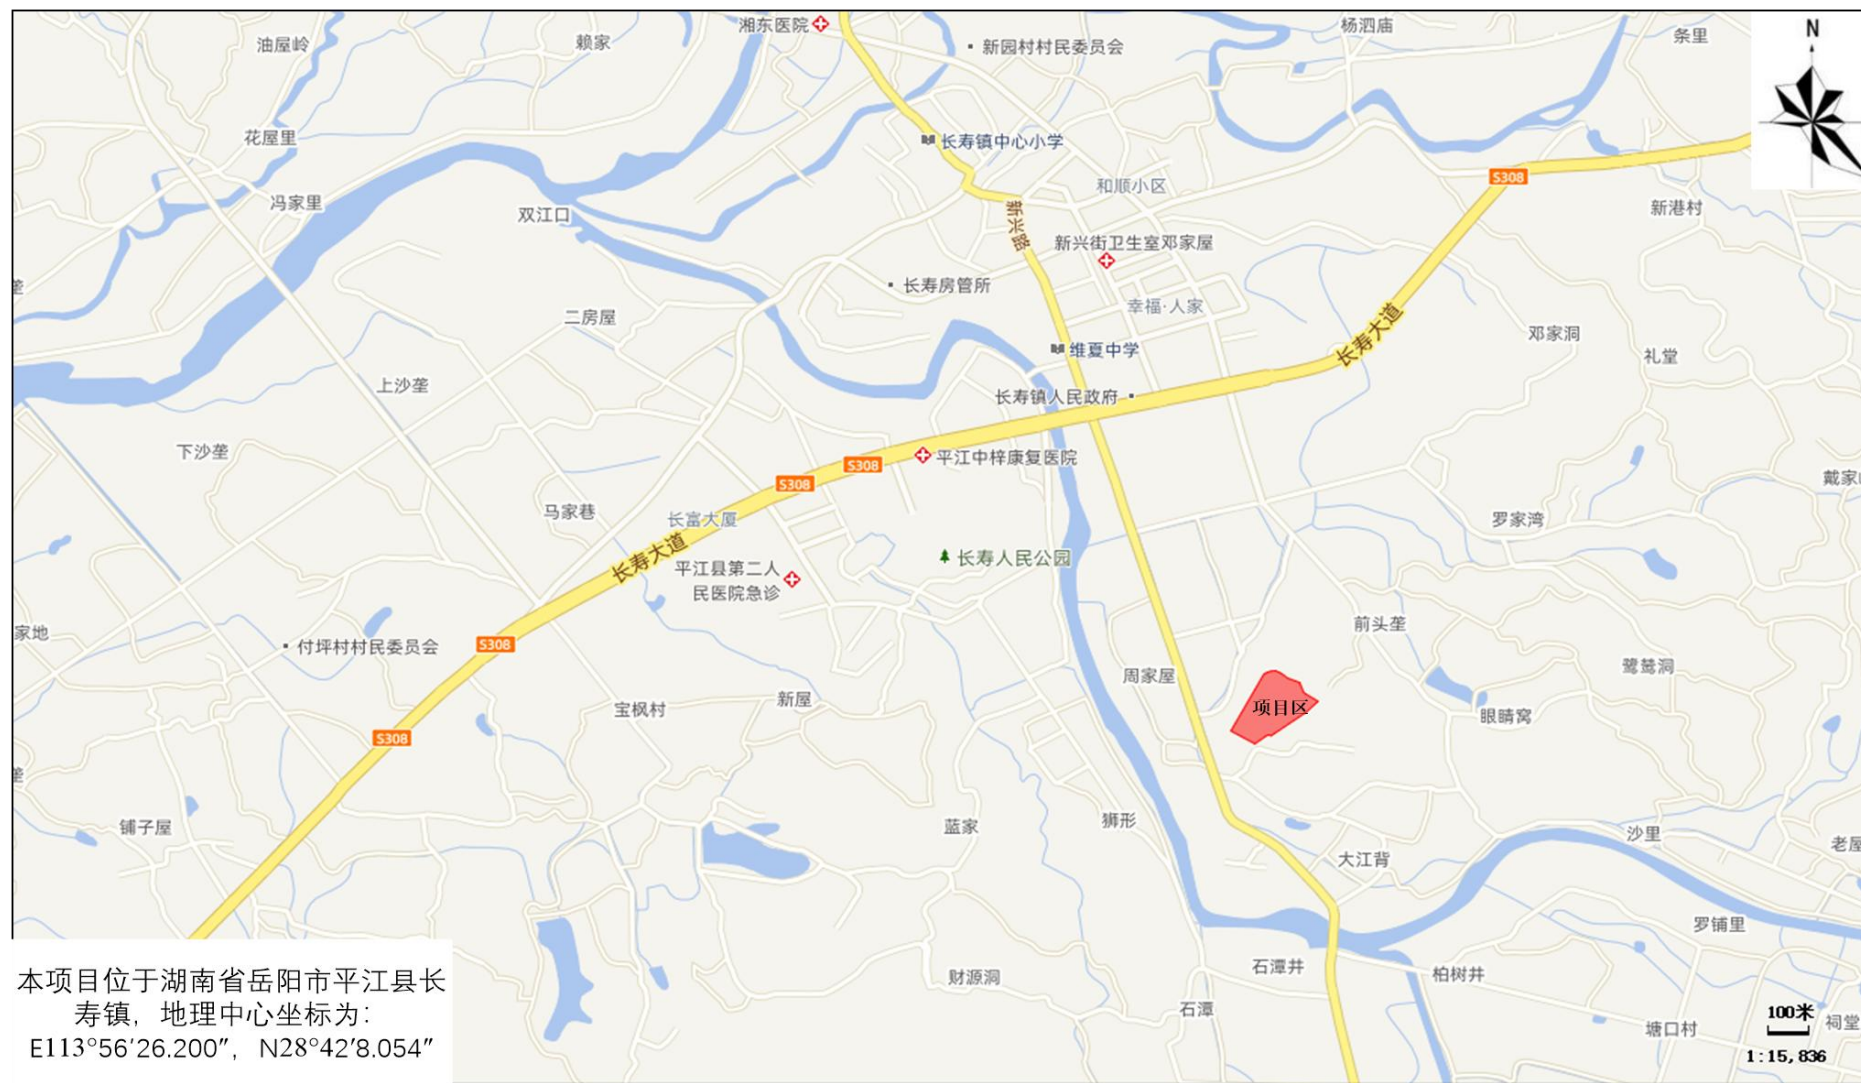 湘东医院
杨泗庙
N
油屋岭
赖家
新园村村民委员会
条里
花屋里
长寿镇中心小学
和顺小区
S308
冯家里
双江口
新兴路
新港村
新兴街卫生室邓家屋
长寿房管所
垄
幸福·人家
二房屋
长寿大道
邓家洞
维夏中学
礼堂
上沙垄
长寿镇人民政府
下沙垄
平江中梓康复医院
S308
S308
戴家
马家巷
长富大厦
罗家湾
长寿大道
长寿人民公园
平江县第二人
民医院急诊
家地
前头垄
付坪村村民委员会
S308
周家屋
鹭鸶洞
新屋
宝枫村
项目区
眼睛窝
S308
垄
铺子屋
蓝家
狮形
沙里
老屋
大江背
罗铺里
石潭井
柏树井
财源洞
石潭
塘口村
祠堂
100米
1:15,836
本项目位于湖南省岳阳市平江县长
寿镇，地理中心坐标为：
E113°56′26.200″，N28°42′8.054″